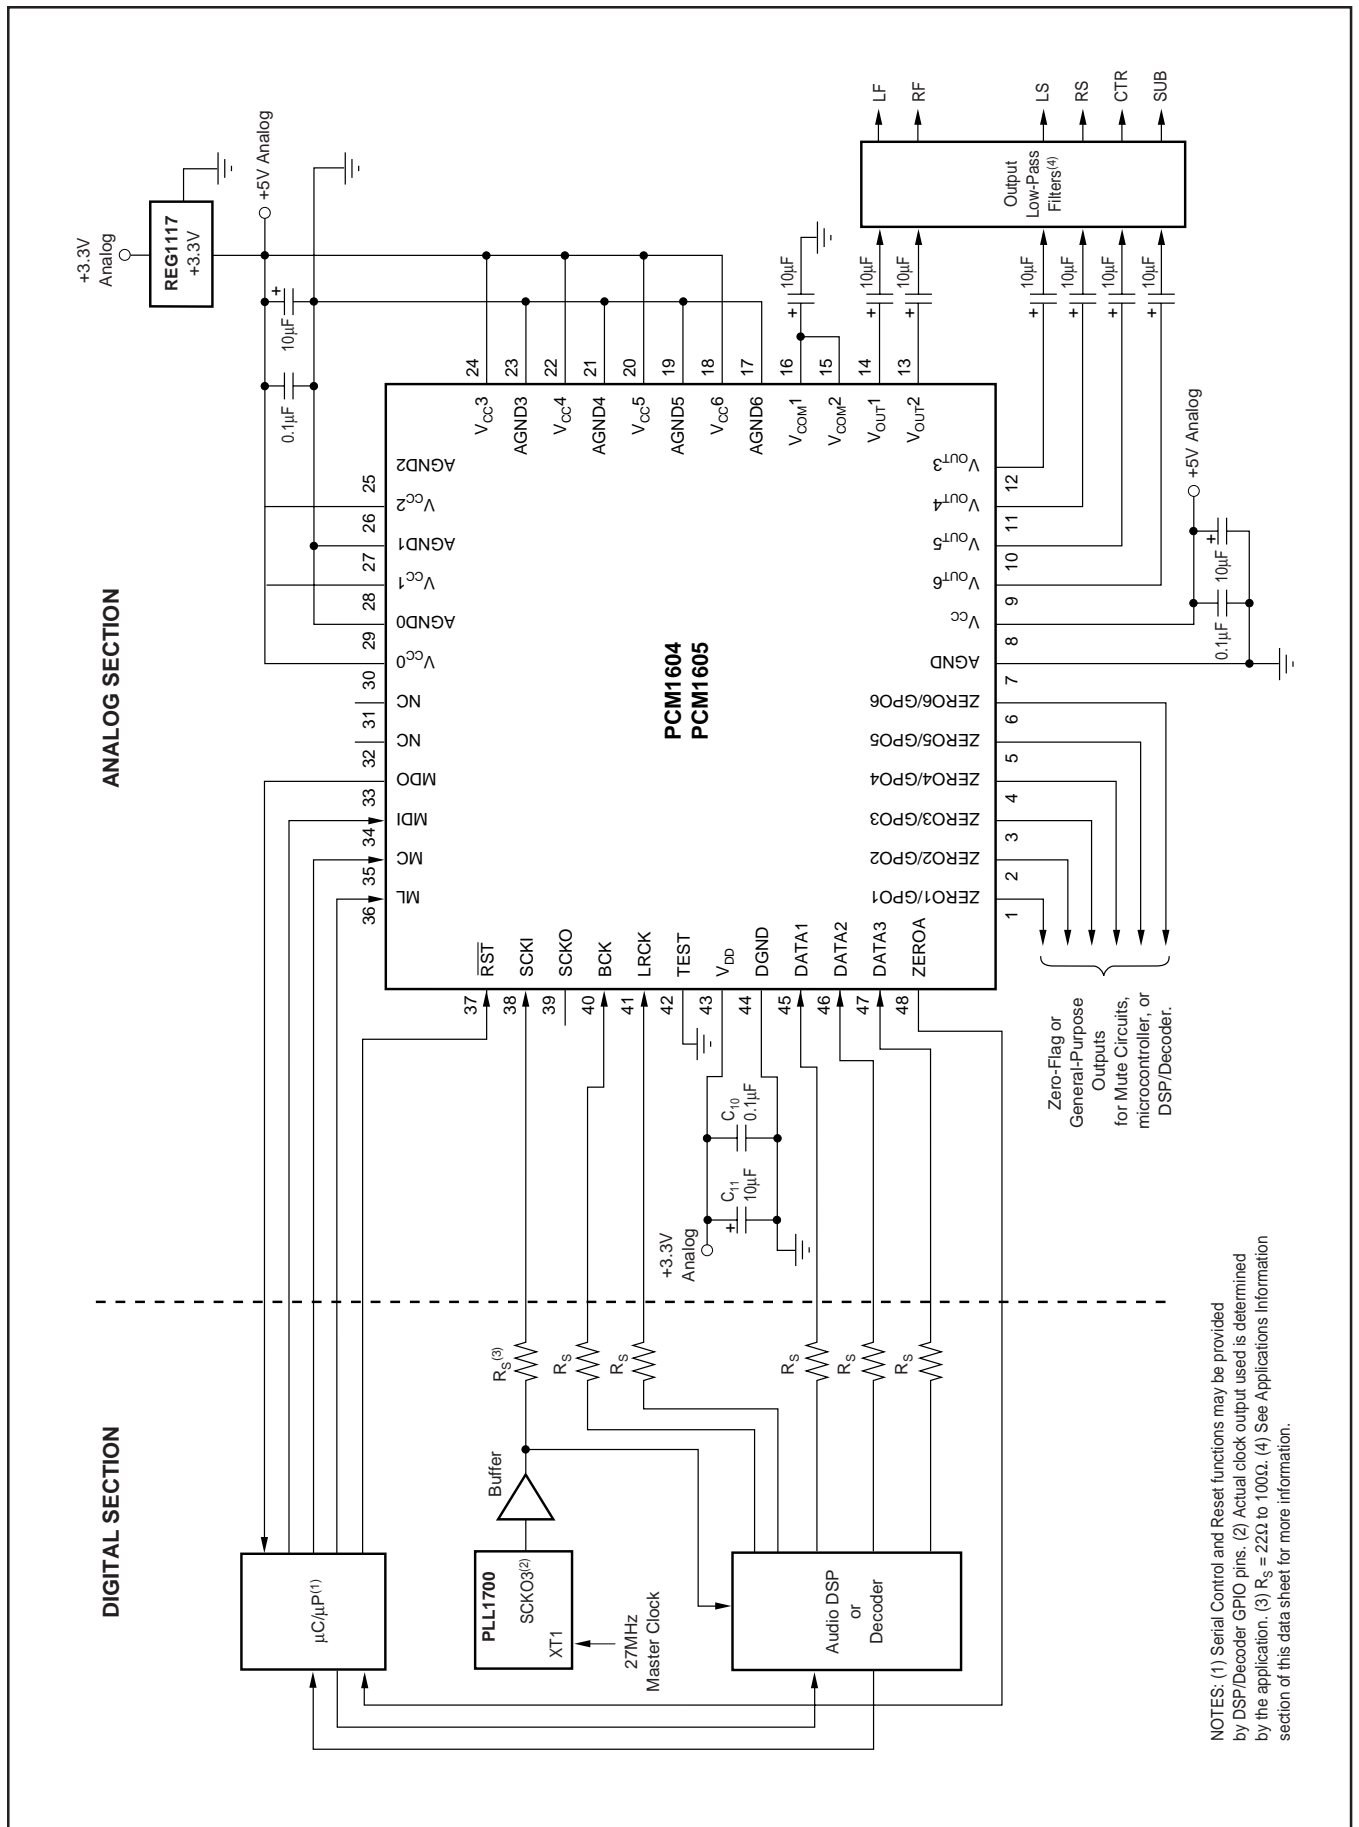 DIGITAL SECTION
ANALOG SECTION
µC/µP(1)
PLL1700
SCKO3(2)
XT1
27MHz
Master Clock
Buffer
Audio DSP
or
Decoder
RS(3)
RS
RS
RS
RS
RS
+3.3V
Analog
C11
10µF
+
C10
0.1µF
PCM1604
PCM1605
37 RST
38 SCKI
39 SCKO
40 BCK
41 LRCK
42 TEST
43 VDD
44 DGND
45 DATA1
46 DATA2
47 DATA3
48 ZEROA
36 ML
35 MC
34 MDI
33 MDO
32 NC
31 NC
30 VCC0
29 AGND0
28 VCC1
27 AGND1
26 VCC2
25 AGND2
VCC3 24
AGND3 23
VCC4 22
AGND4 21
VCC5 20
AGND5 19
VCC6 18
AGND6 17
VCOM1 16
VCOM2 15
VOUT1 14
VOUT2 13
1 ZERO1/GPO1
2 ZERO2/GPO2
3 ZERO3/GPO3
4 ZERO4/GPO4
5 ZERO5/GPO5
6 ZERO6/GPO6
7 AGND
8 VCC
9 VOUT6
10 VOUT5
11 VOUT4
12 VOUT3
0.1µF
10µF
+
+3.3V
Analog
REG1117
+3.3V
+5V Analog
+ 10µF
+ 10µF
+ 10µF
+ 10µF
+ 10µF
+ 10µF
+ 10µF
Output
Low-Pass
Filters(4)
LF
RF
LS
RS
CTR
SUB
0.1µF
10µF
+
+5V Analog
Zero-Flag or
General-Purpose
Outputs
for Mute Circuits,
microcontroller, or
DSP/Decoder.
NOTES: (1) Serial Control and Reset functions may be provided
by DSP/Decoder GPIO pins. (2) Actual clock output used is determined
by the application. (3) RS = 22Ω to 100Ω. (4) See Applications Information
section of this data sheet for more information.